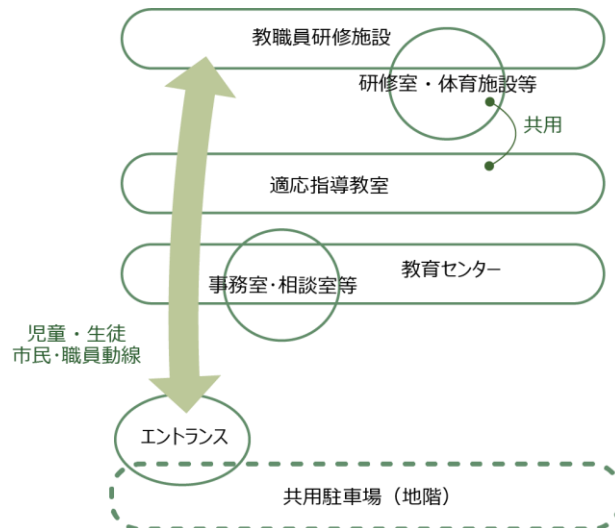 教職員研修施設
研修室・体育施設等
共用
適応指導教室
教育センター
事務室・相談室等
児童・生徒
市民・職員動線
エントランス
共用駐車場（地階）